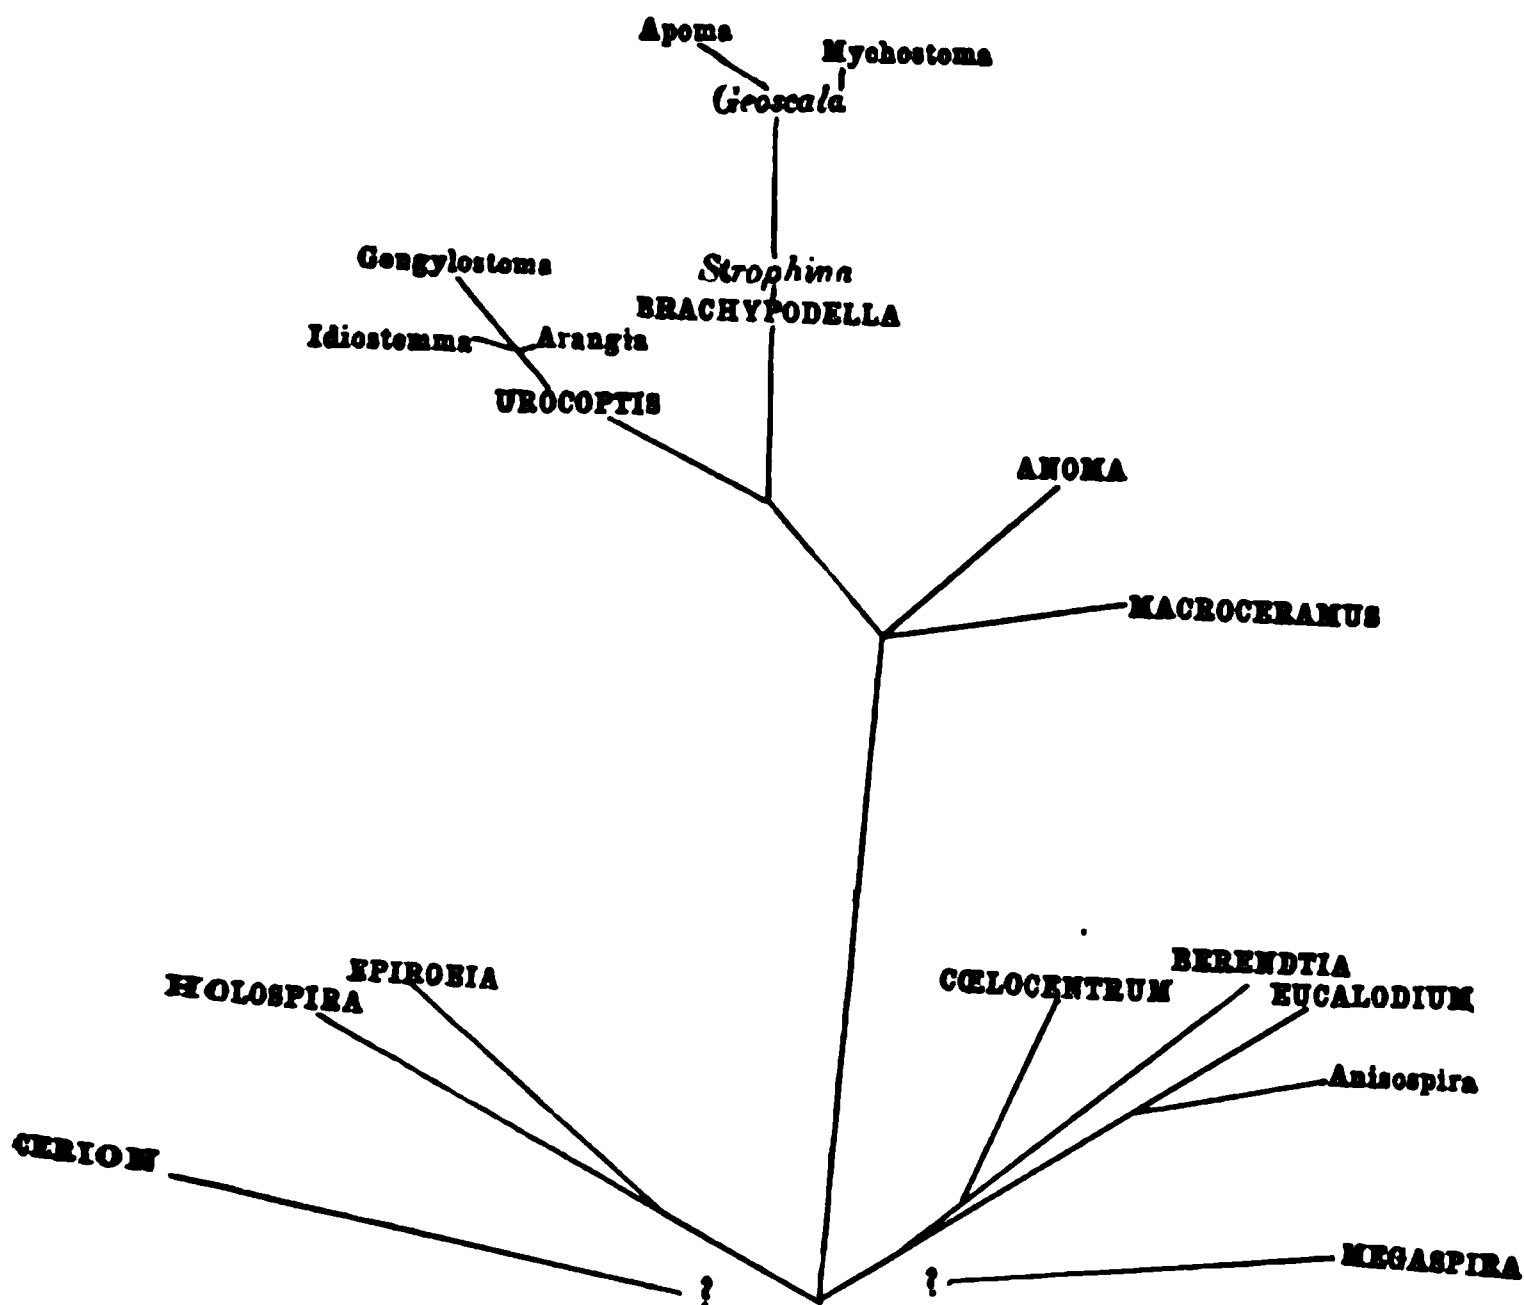 Apoma
Mychostoma
Geoscala
Gongylostoma
Strophina
BRACHYPODELLA
Idiostemma
Arangia
UROCOPTIS
ANOMA
MACROCERAMUS
BERENDTIA
EPIROBIA
HOLOSPIRA
CŒLOCENTRUM
EUCALODIUM
Anisospira
CERION
MEGASPIRA
?
?